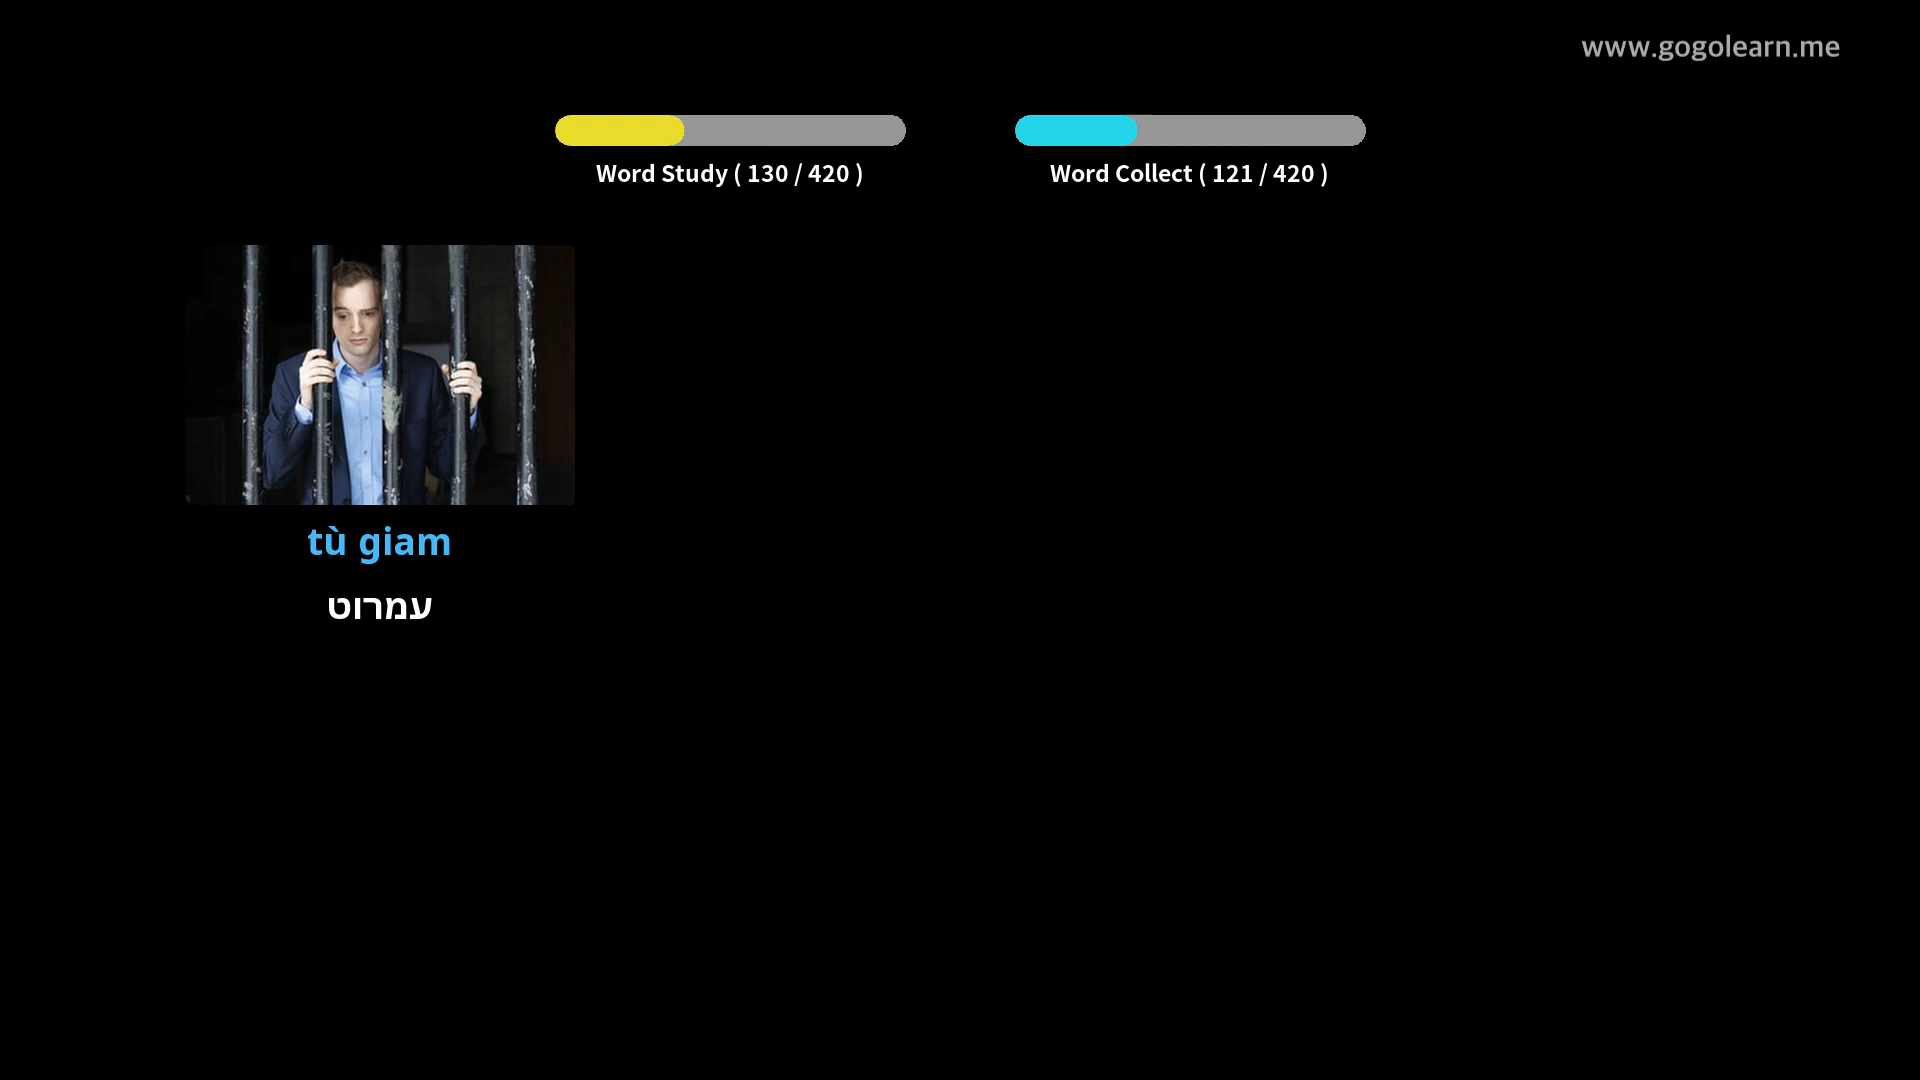 www.gogolearn.me
Word Study ( 130 / 420 )
Word Collect ( 121 / 420 )
tù giam
עמרוט